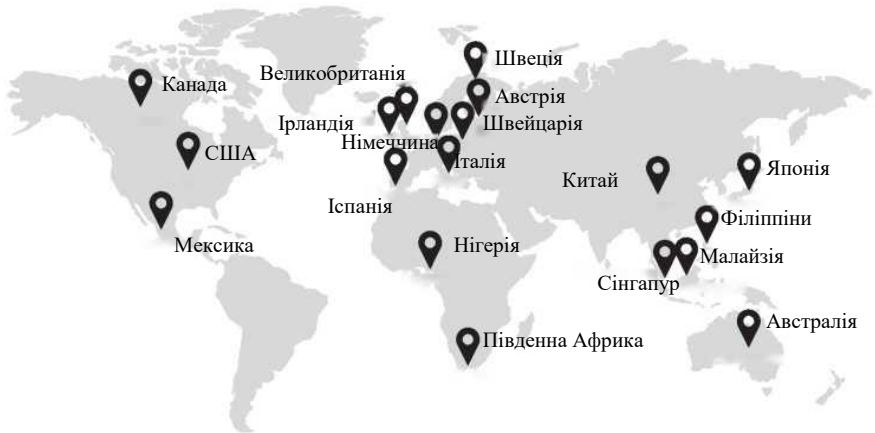 Швеція
Великобританія
Канада
Австрія
Ірландія
Швейцарія
Німеччина
США
Італія
Китай
Японія
Іспанія
Філіппіни
Мексика
Нігерія
Малайзія
Сінгапур
Австралія
Південна Африка